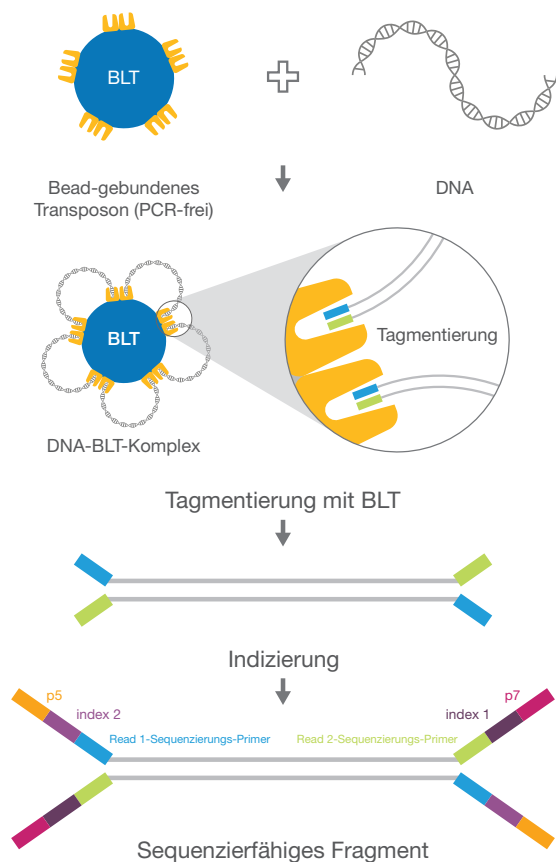 BLT
Bead-gebundenes
Transposon (PCR-frei)
DNA
BLT
Tagmentierung
DNA-BLT-Komplex
Tagmentierung mit BLT
Indizierung
p5
p7
index 2
index 1
Read 1-Sequenzierungs-Primer
Read 2-Sequenzierungs-Primer
Sequenzierfähiges Fragment